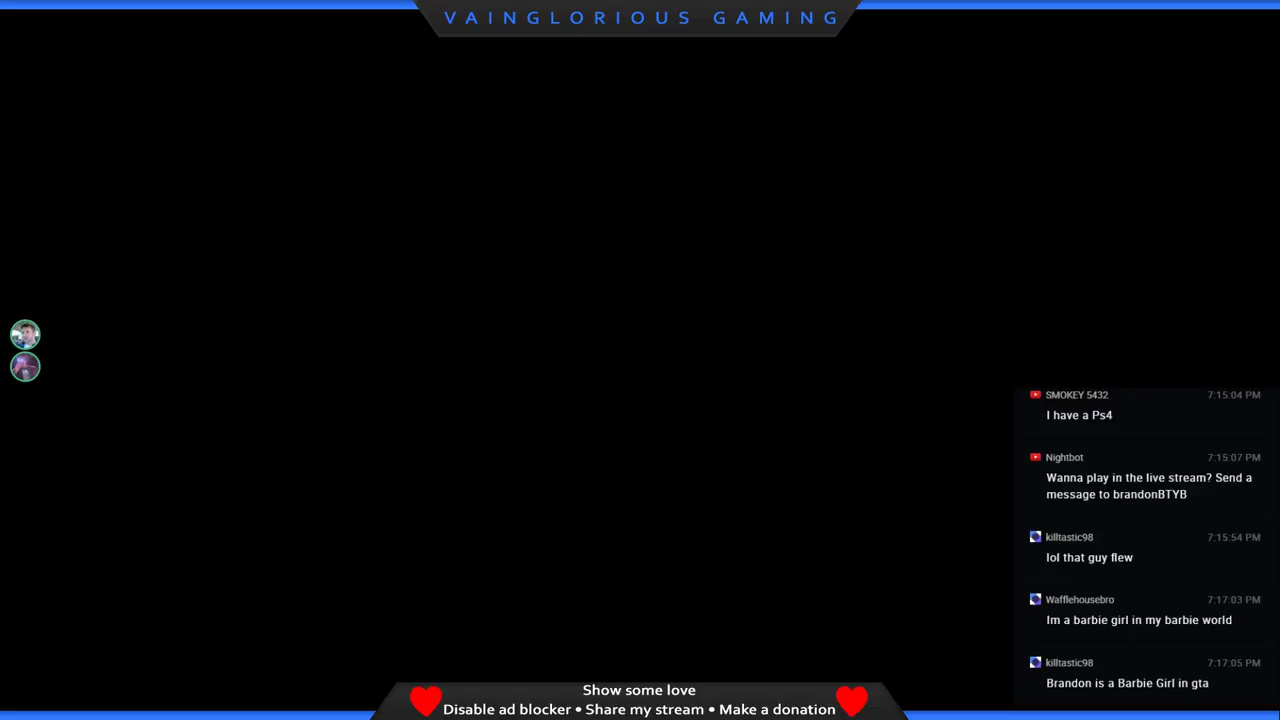 VAINGLORIOUS GAMING
SMOKEY 5432 7:15:04 PM
I have a Ps4
Nightbot 7:15:07 PM
Wanna play in the live stream? Send a
message to brandonBTYB
killtastic98 7:15:54 PM
lol that guy flew
Wafflehousebro 7:17:03 PM
Im a barbie girl in my barbie world
killtastic98 7:17:05 PM
Brandon is a Barbie Girl in gta
Show some love
Disable ad blocker • Share my stream • Make a donation